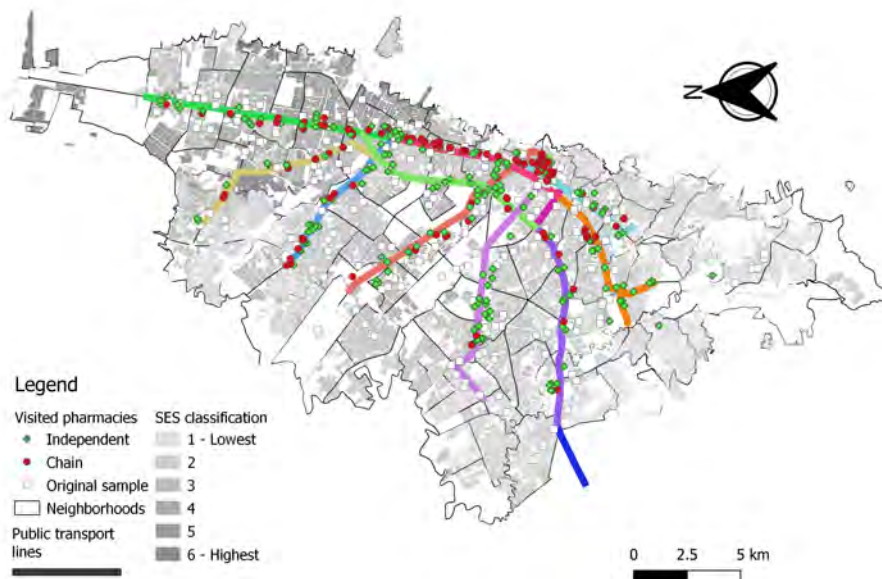 N
Legend
Visited pharmacies
Independent
Chain
Original sample
Neighborhoods
Public transport
lines
SES classification
1 - Lowest
2
3
4
5
6 - Highest
0 2.5 5 km